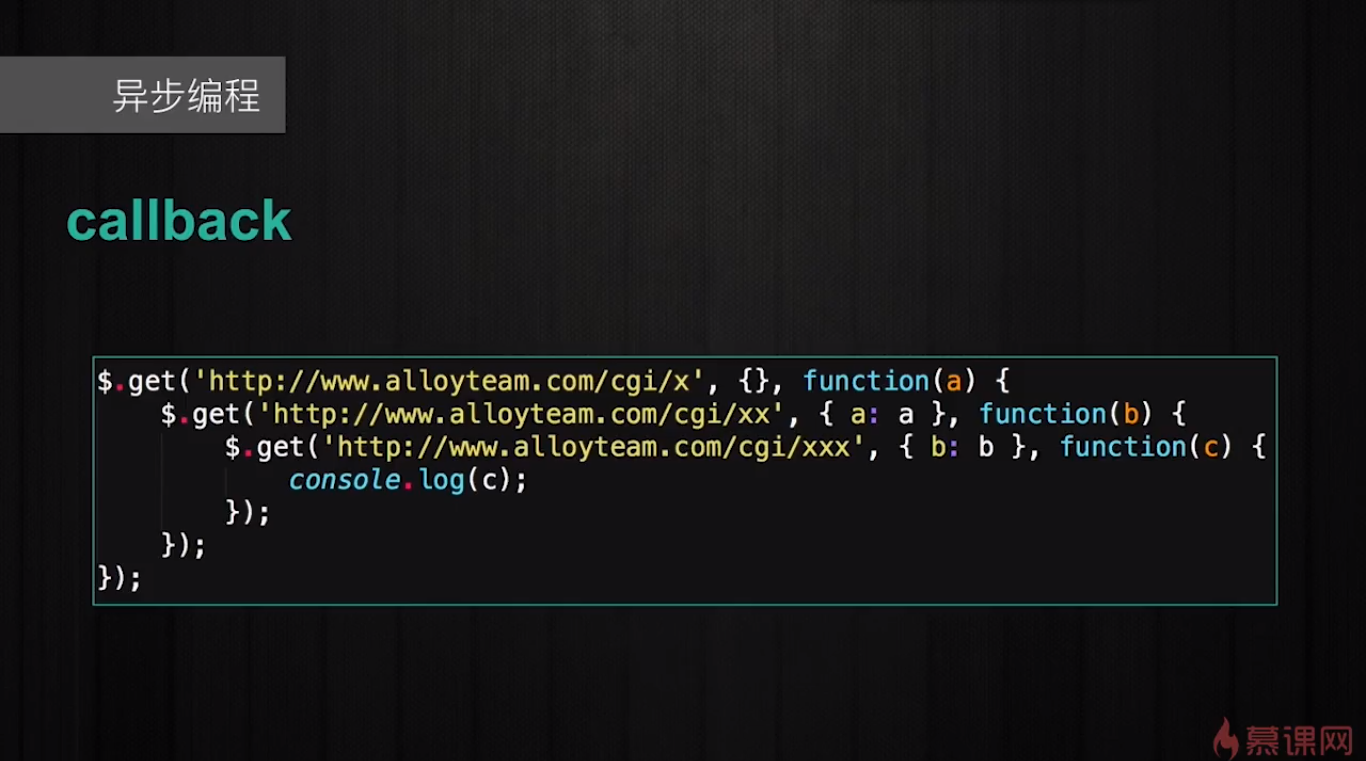 异步编程
callback
$.get('http://www.alloyteam.com/cgi/x', {}, function(a) {
    $.get('http://www.alloyteam.com/cgi/xx', { a: a }, function(b) {
        $.get('http://www.alloyteam.com/cgi/xxx', { b: b }, function(c) {
            console.log(c);
        });
    });
});
慕课网